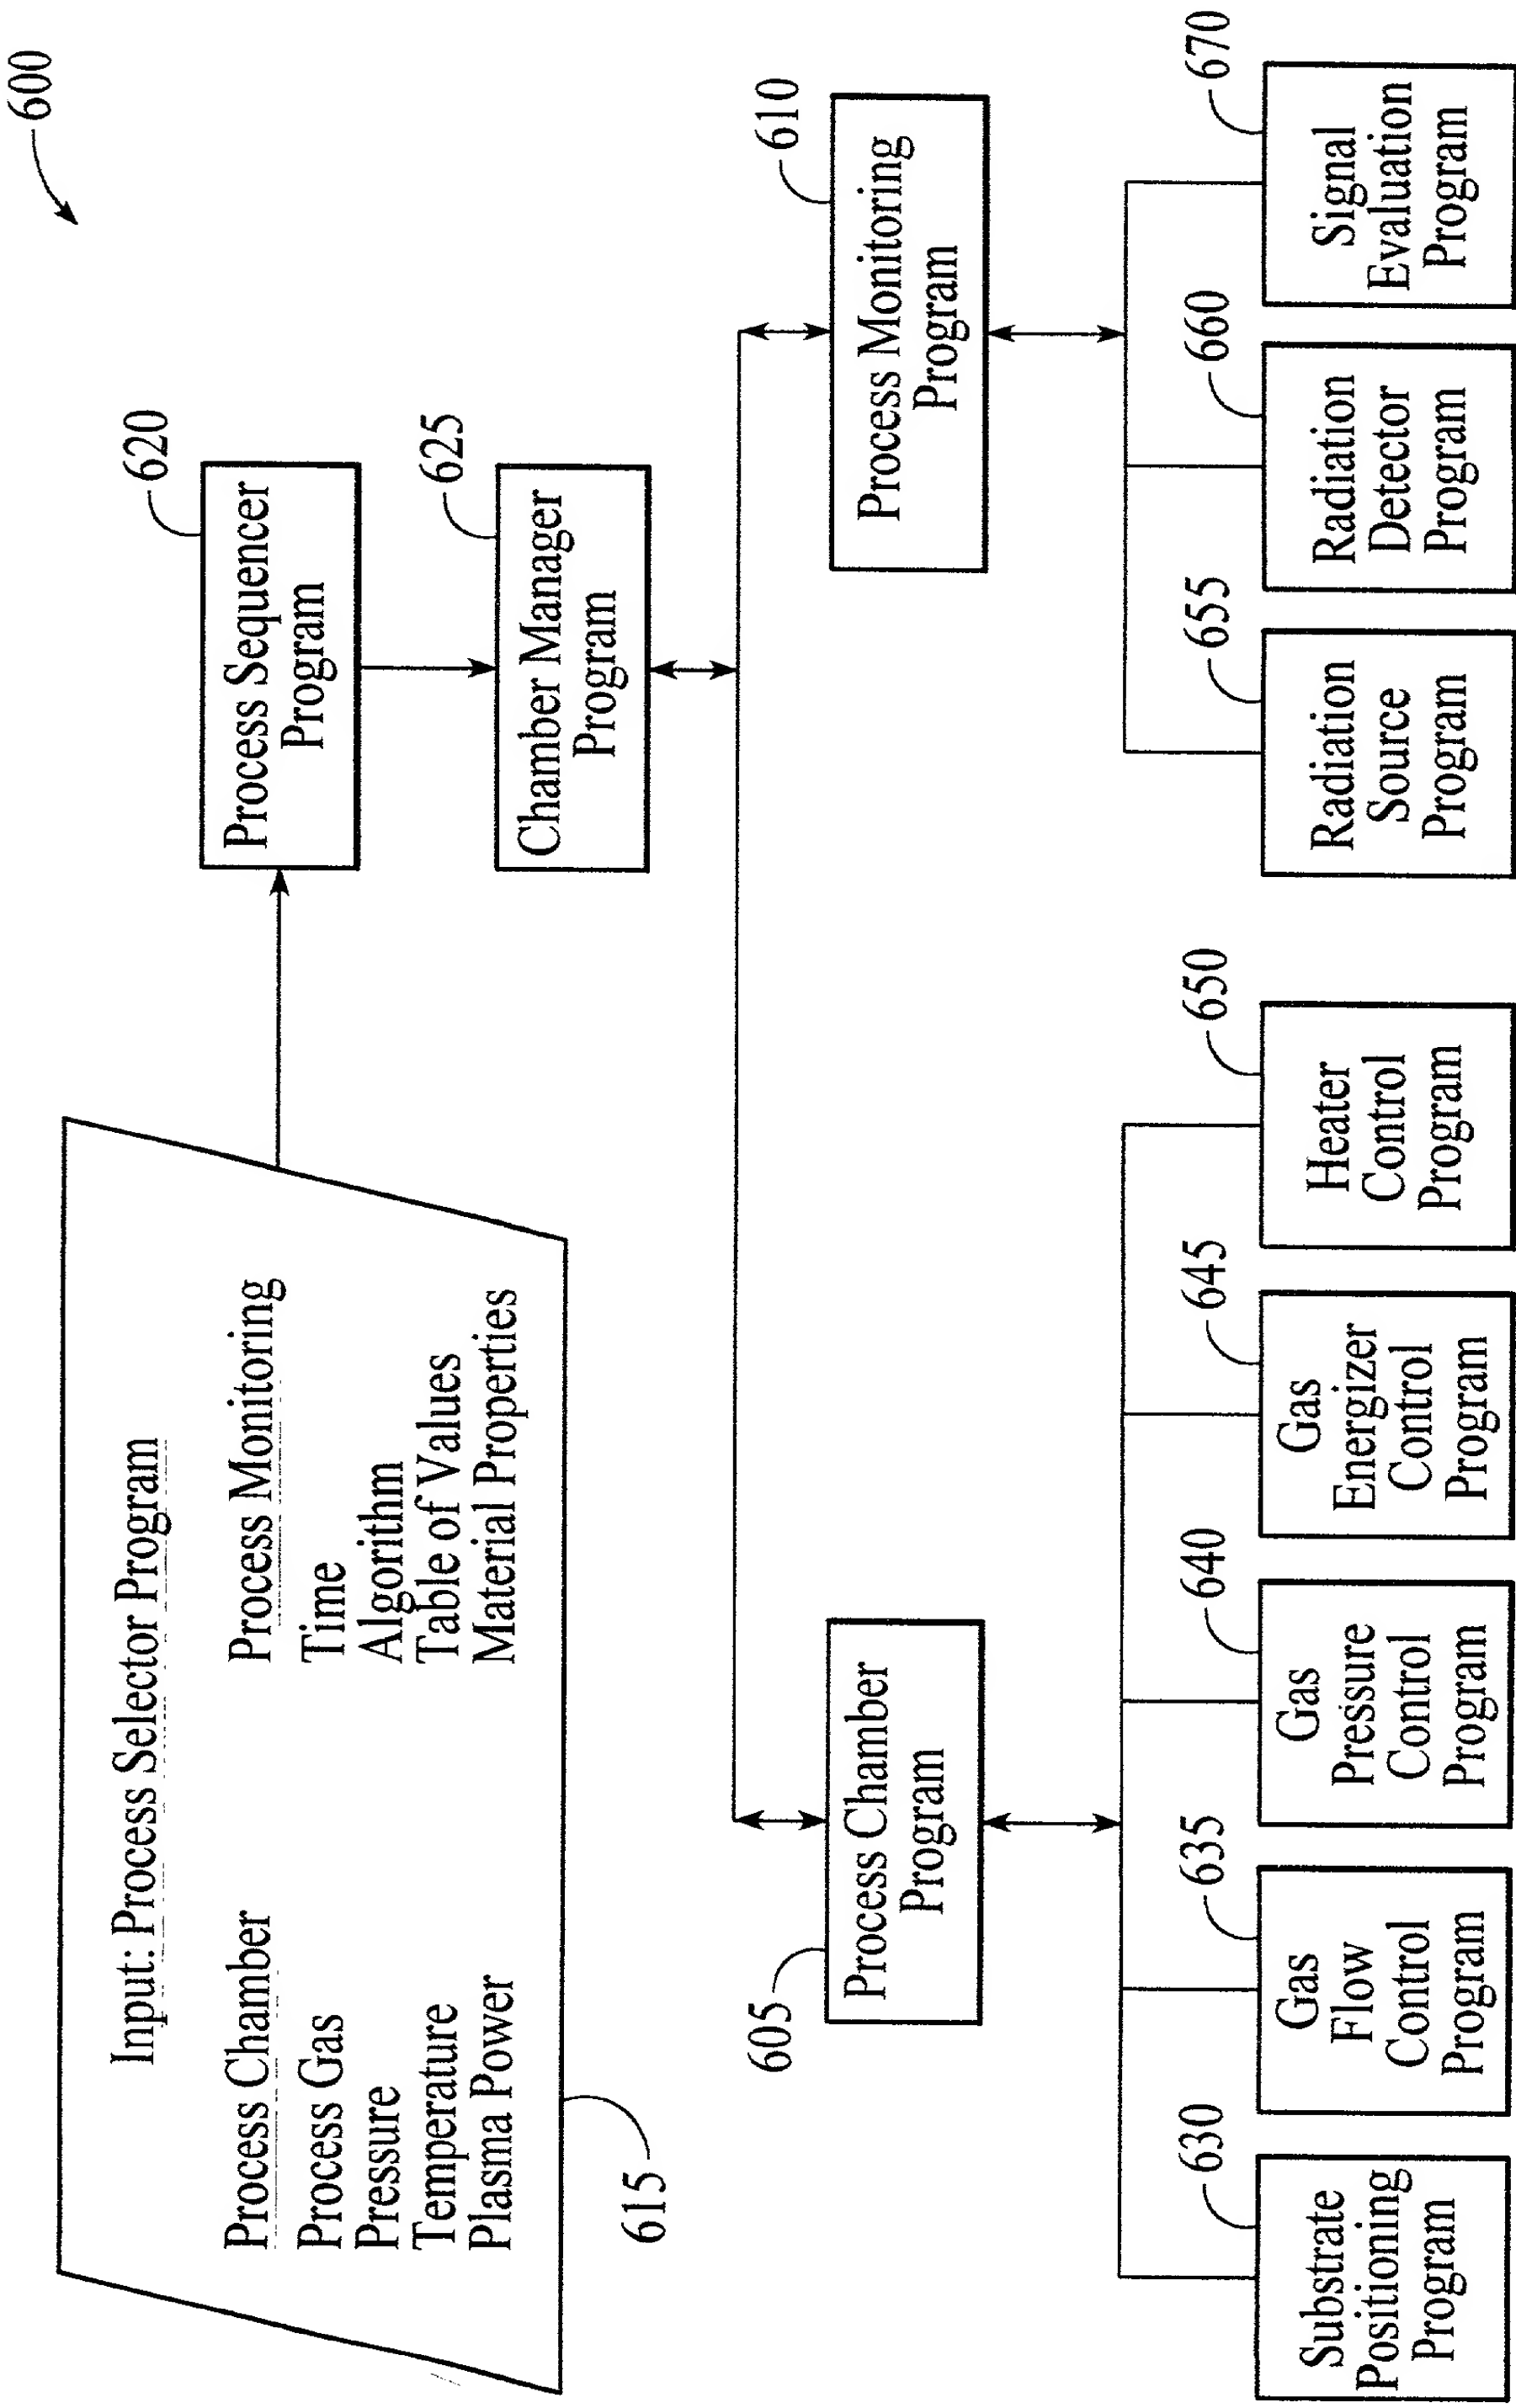 600
Input: Process Selector Program
Process Chamber
Process Gas
Pressure
Temperature
Plasma Power
Process Monitoring
Time
Algorithm
Table of Values
Material Properties
615
620
Process Sequencer
Program
625
Chamber Manager
Program
605
Process Chamber
Program
610
Process Monitoring
Program
630
Substrate
Positioning
Program
635
Gas
Flow
Control
Program
640
Gas
Pressure
Control
Program
645
Gas
Energizer
Control
Program
650
Heater
Control
Program
655
Radiation
Source
Program
660
Radiation
Detector
Program
670
Signal
Evaluation
Program